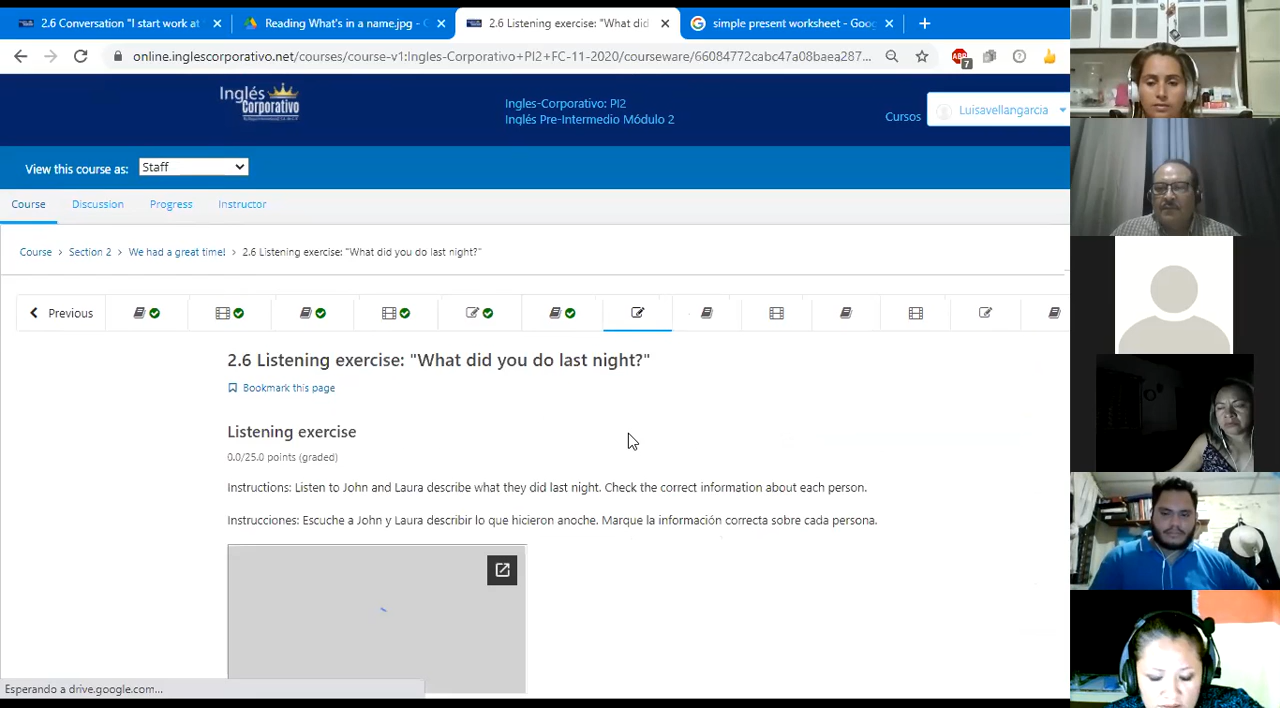 2.6 Conversation "I start work at
Reading What's in a name.jpg - G
2.6 Listening exercise: "What did
simple present worksheet - Goog
online.inglescorporativo.net/courses/course-v1:Ingles-Corporativo+PI2+FC-11-2020/courseware/66084772cabc47a08baea287...
ABP
7
Inglés
Corporativo
Ingles-Corporativo: PI2
Inglés Pre-Intermedio Módulo 2
Cursos
Luisavellangarcia
View this course as:
Staff
Course
Discussion
Progress
Instructor
Course > Section 2 > We had a great time! > 2.6 Listening exercise: "What did you do last night?"
Previous
2.6 Listening exercise: "What did you do last night?"
Bookmark this page
Listening exercise
0.0/25.0 points (graded)
Instructions: Listen to John and Laura describe what they did last night. Check the correct information about each person.
Instrucciones: Escuche a John y Laura describir lo que hicieron anoche. Marque la información correcta sobre cada persona.
Esperando a drive.google.com...